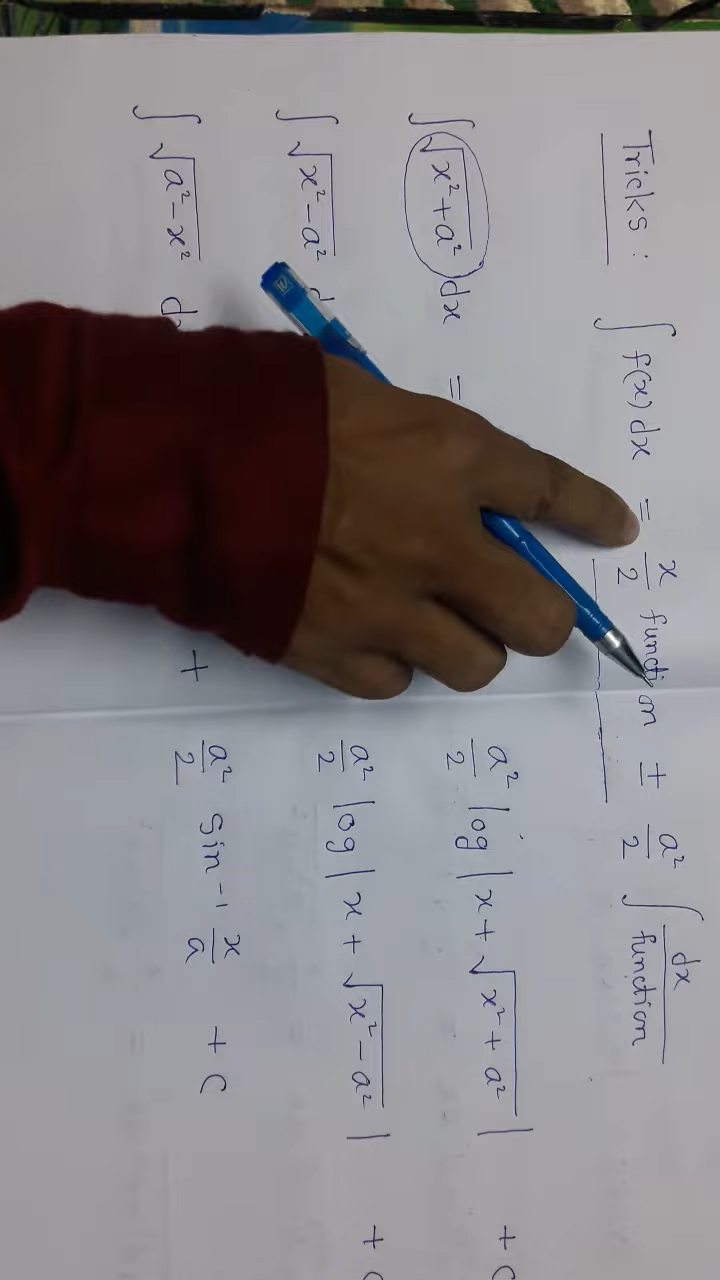 Tricks : ∫ f(x) dx = x/2 function ± a²/2 ∫ dx/function
∫ √(x²+a²) dx = a²/2 log | x + √(x² + a²) | + C
∫ √(x²-a²) a²/2 log | x + √(x² - a²) | + C
∫ √(a²-x²) dx + a²/2 sin⁻¹ x/a + C